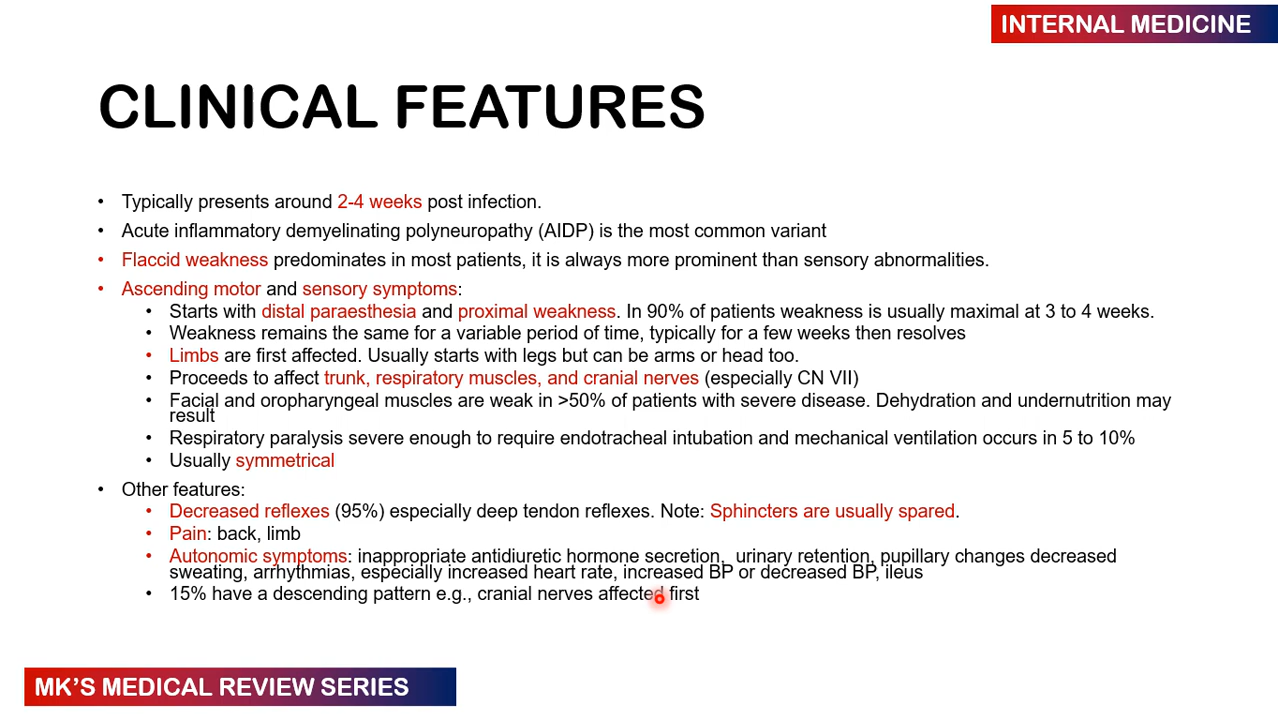 INTERNAL MEDICINE
CLINICAL FEATURES
• Typically presents around 2-4 weeks post infection.
• Acute inflammatory demyelinating polyneuropathy (AIDP) is the most common variant
• Flaccid weakness predominates in most patients, it is always more prominent than sensory abnormalities.
• Ascending motor and sensory symptoms:
• Starts with distal paraesthesia and proximal weakness. In 90% of patients weakness is usually maximal at 3 to 4 weeks.
• Weakness remains the same for a variable period of time, typically for a few weeks then resolves
• Limbs are first affected. Usually starts with legs but can be arms or head too.
• Proceeds to affect trunk, respiratory muscles, and cranial nerves (especially CN VII)
• Facial and oropharyngeal muscles are weak in >50% of patients with severe disease. Dehydration and undernutrition may
result
• Respiratory paralysis severe enough to require endotracheal intubation and mechanical ventilation occurs in 5 to 10%
• Usually symmetrical
• Other features:
• Decreased reflexes (95%) especially deep tendon reflexes. Note: Sphincters are usually spared.
• Pain: back, limb
• Autonomic symptoms: inappropriate antidiuretic hormone secretion, urinary retention, pupillary changes decreased
sweating, arrhythmias, especially increased heart rate, increased BP or decreased BP, ileus
• 15% have a descending pattern e.g., cranial nerves affected first
MK'S MEDICAL REVIEW SERIES